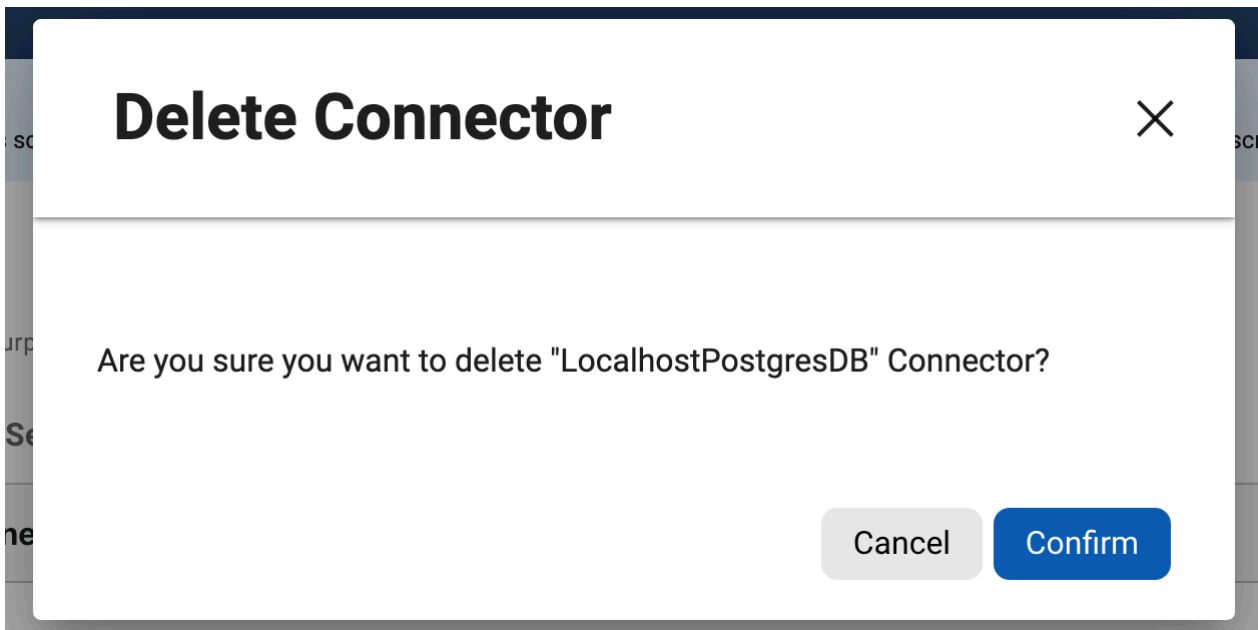 Delete Connector
Are you sure you want to delete "LocalhostPostgresDB" Connector?
Cancel
Confirm